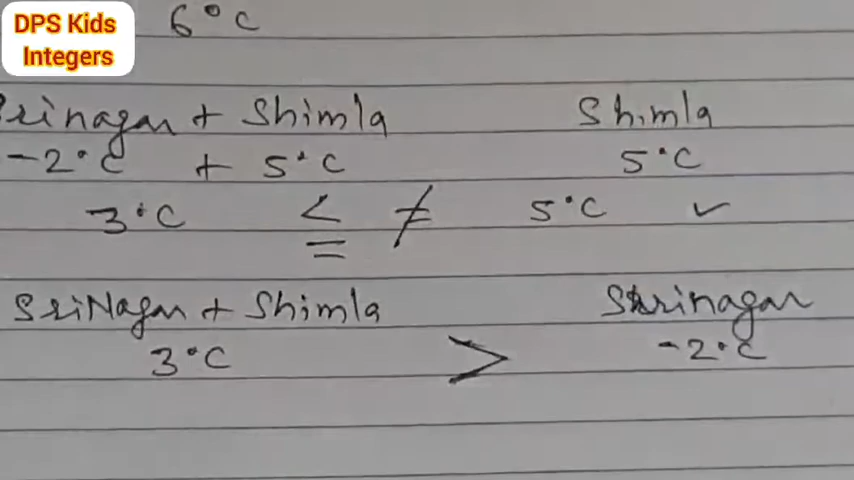 DPS Kids
Integers
6°C
Srinagar + Shimla Shimla
-2°C + 5°C 5°C
3°C < ≠ 5°C ✓
=
SriNagar + Shimla Srinagar
3°C > -2°C